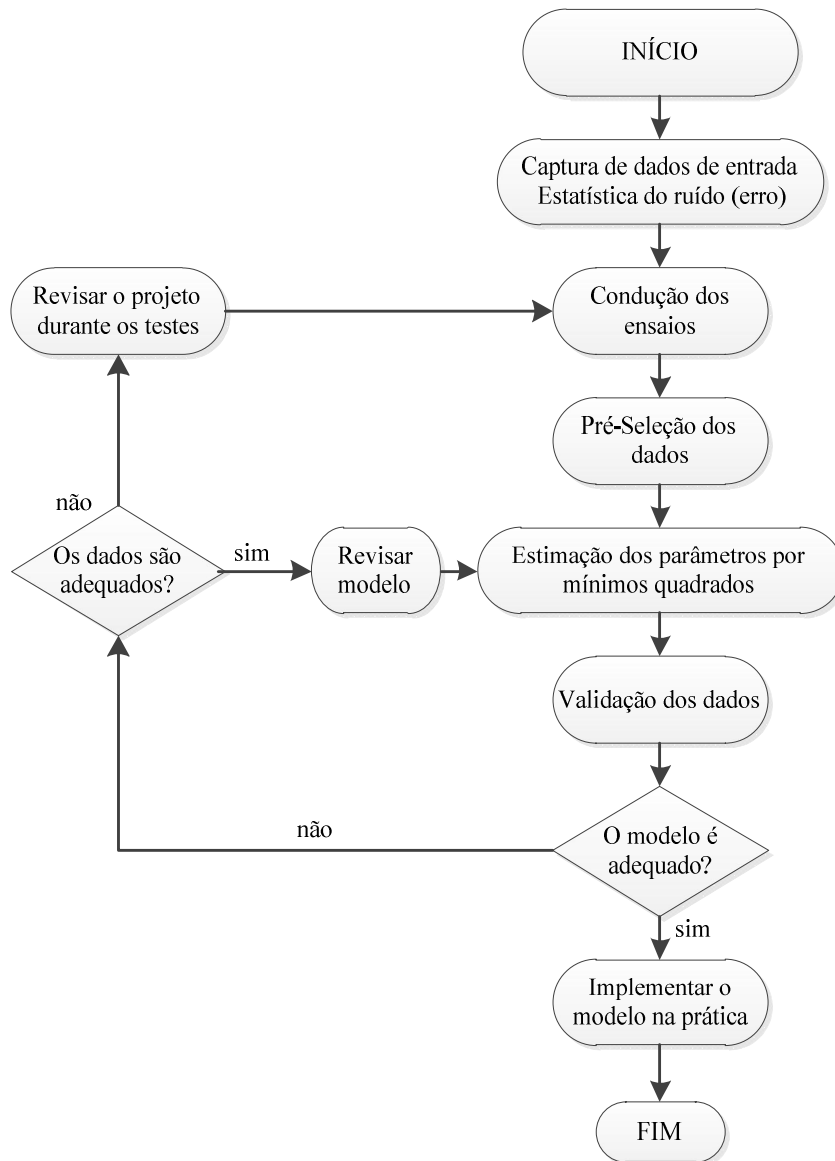 INÍCIO
Captura de dados de entrada
Estatística do ruído (erro)
Revisar o projeto
durante os testes
Condução dos
ensaios
Pré-Seleção dos
dados
não
Os dados são
adequados?
sim
Revisar
modelo
Estimação dos parâmetros por
mínimos quadrados
Validação dos dados
não
O modelo é
adequado?
sim
Implementar o
modelo na prática
FIM